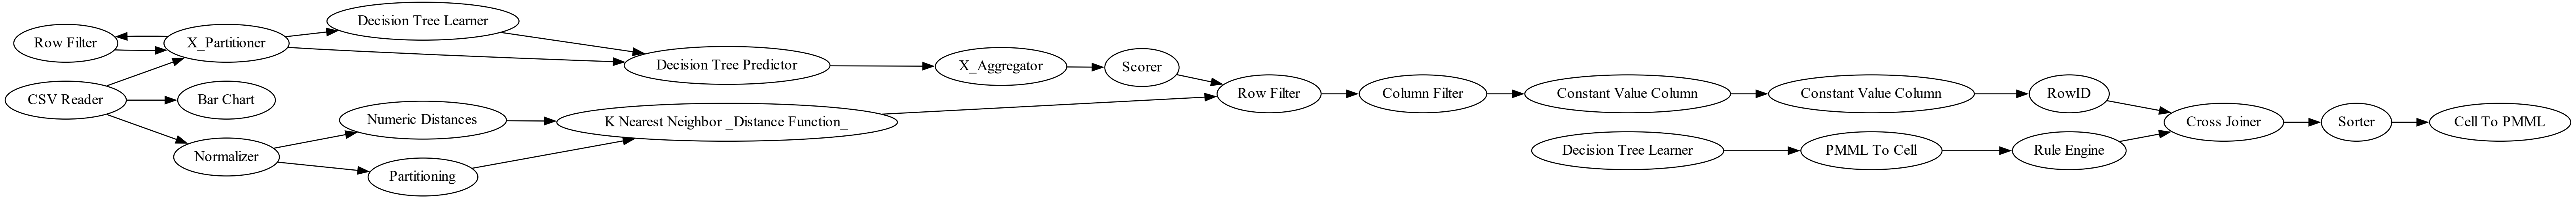 Row Filter
CSV Reader
X_Partitioner
Bar Chart
Normalizer
Decision Tree Learner
Numeric Distances
Partitioning
Decision Tree Predictor
K Nearest Neighbor _Distance Function_
X_Aggregator
Scorer
Row Filter
Column Filter
Constant Value Column
Decision Tree Learner
Constant Value Column
PMML To Cell
RowID
Rule Engine
Cross Joiner
Sorter
Cell To PMML